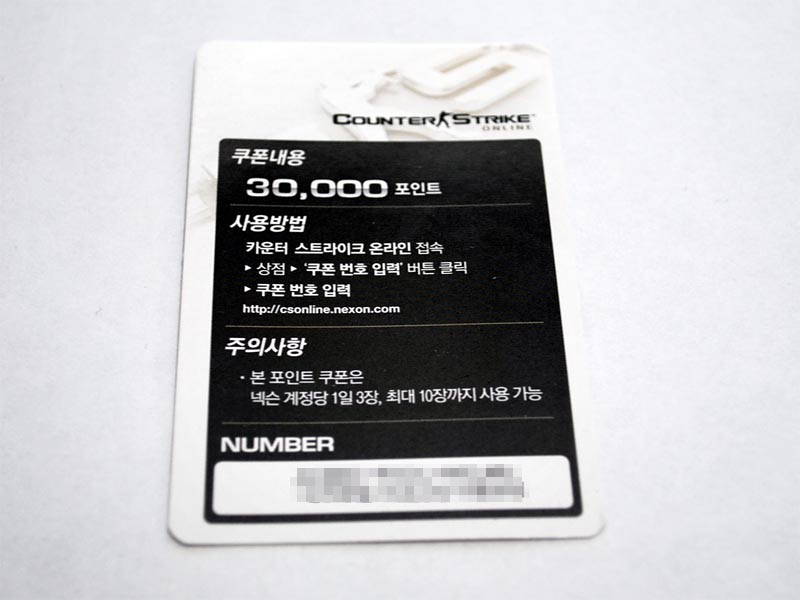 COUNTER STRIKE™
ONLINE
쿠폰내용
30,000 포인트
사용방법
카운터 스트라이크 온라인 접속
▶ 상점 ▶ '쿠폰 번호 입력' 버튼 클릭
▶ 쿠폰 번호 입력
http://csonline.nexon.com
주의사항
· 본 포인트 쿠폰은
넥슨 계정당 1일 3장, 최대 10장까지 사용 가능
NUMBER